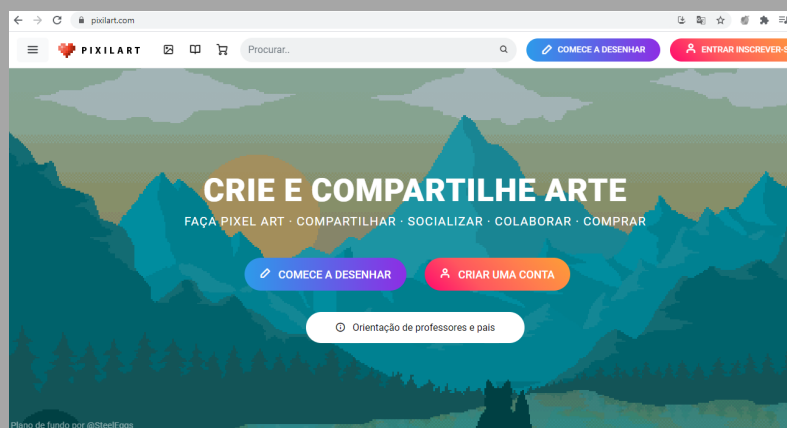 pixilart.com
PIXILART
Procurar..
COMECE A DESENHAR
ENTRAR INSCREVER-S
CRIE E COMPARTILHE ARTE
FAÇA PIXEL ART · COMPARTILHAR · SOCIALIZAR · COLABORAR · COMPRAR
COMECE A DESENHAR
CRIAR UMA CONTA
Orientação de professores e pais
Plano de fundo por @SteelEggs